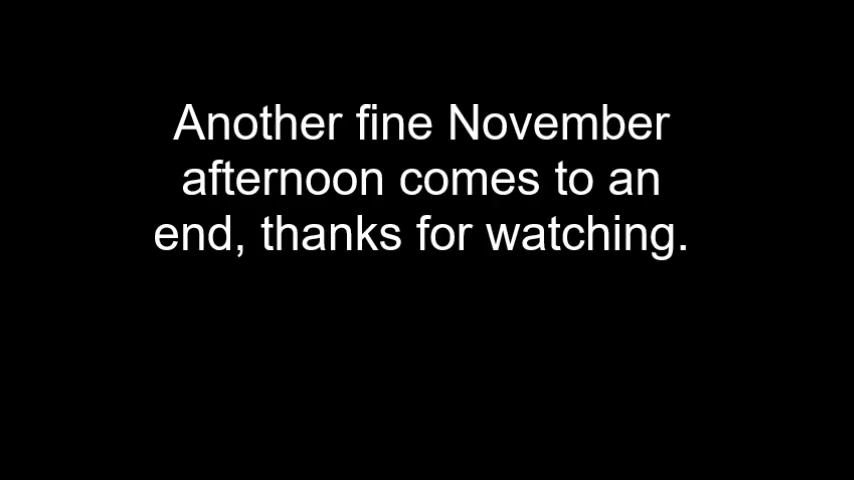 Another fine November
afternoon comes to an
end, thanks for watching.